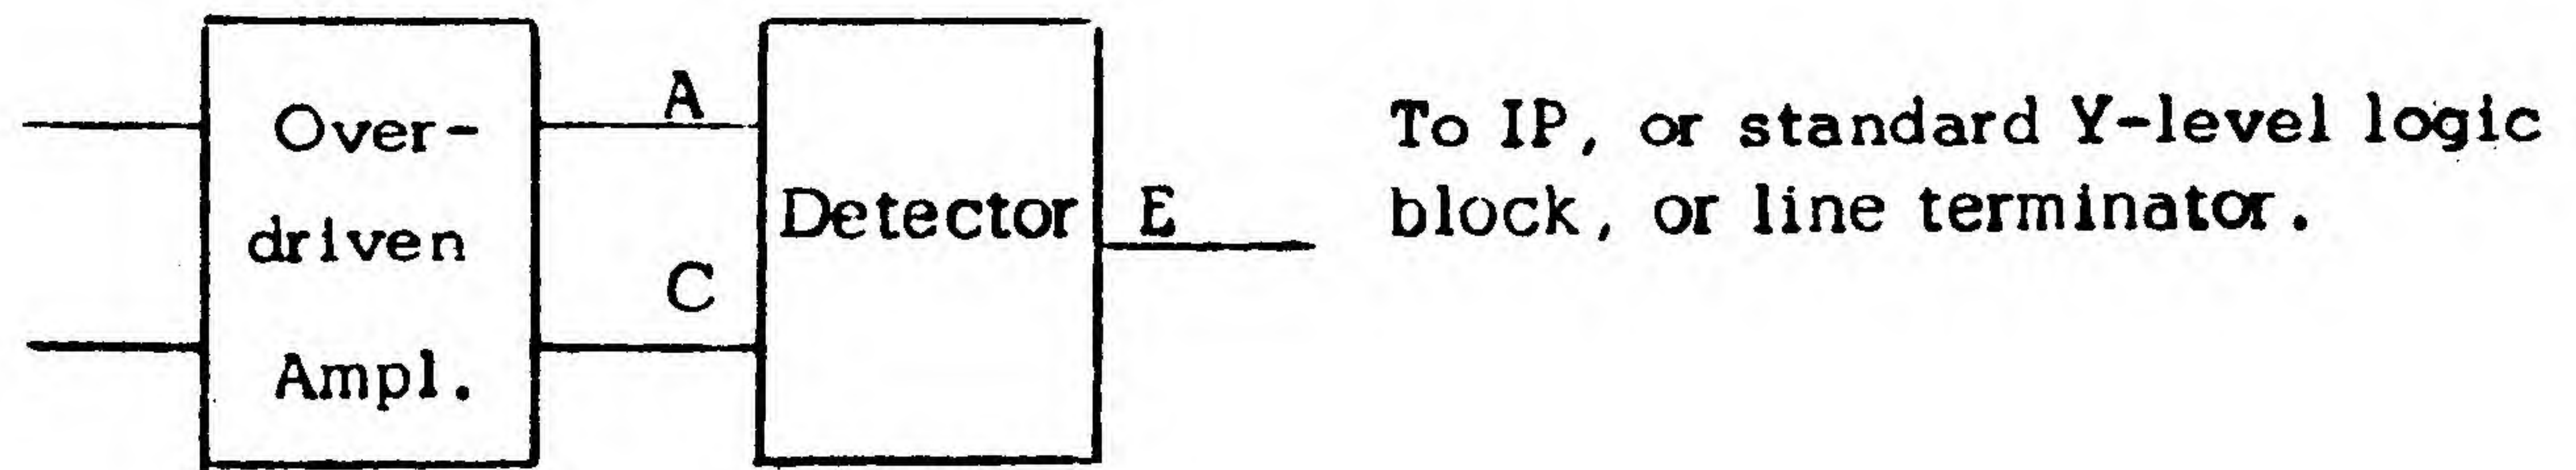 Over-
driven
Ampl.
A
C
Detector
E
To IP, or standard Y-level logic
block, or line terminator.